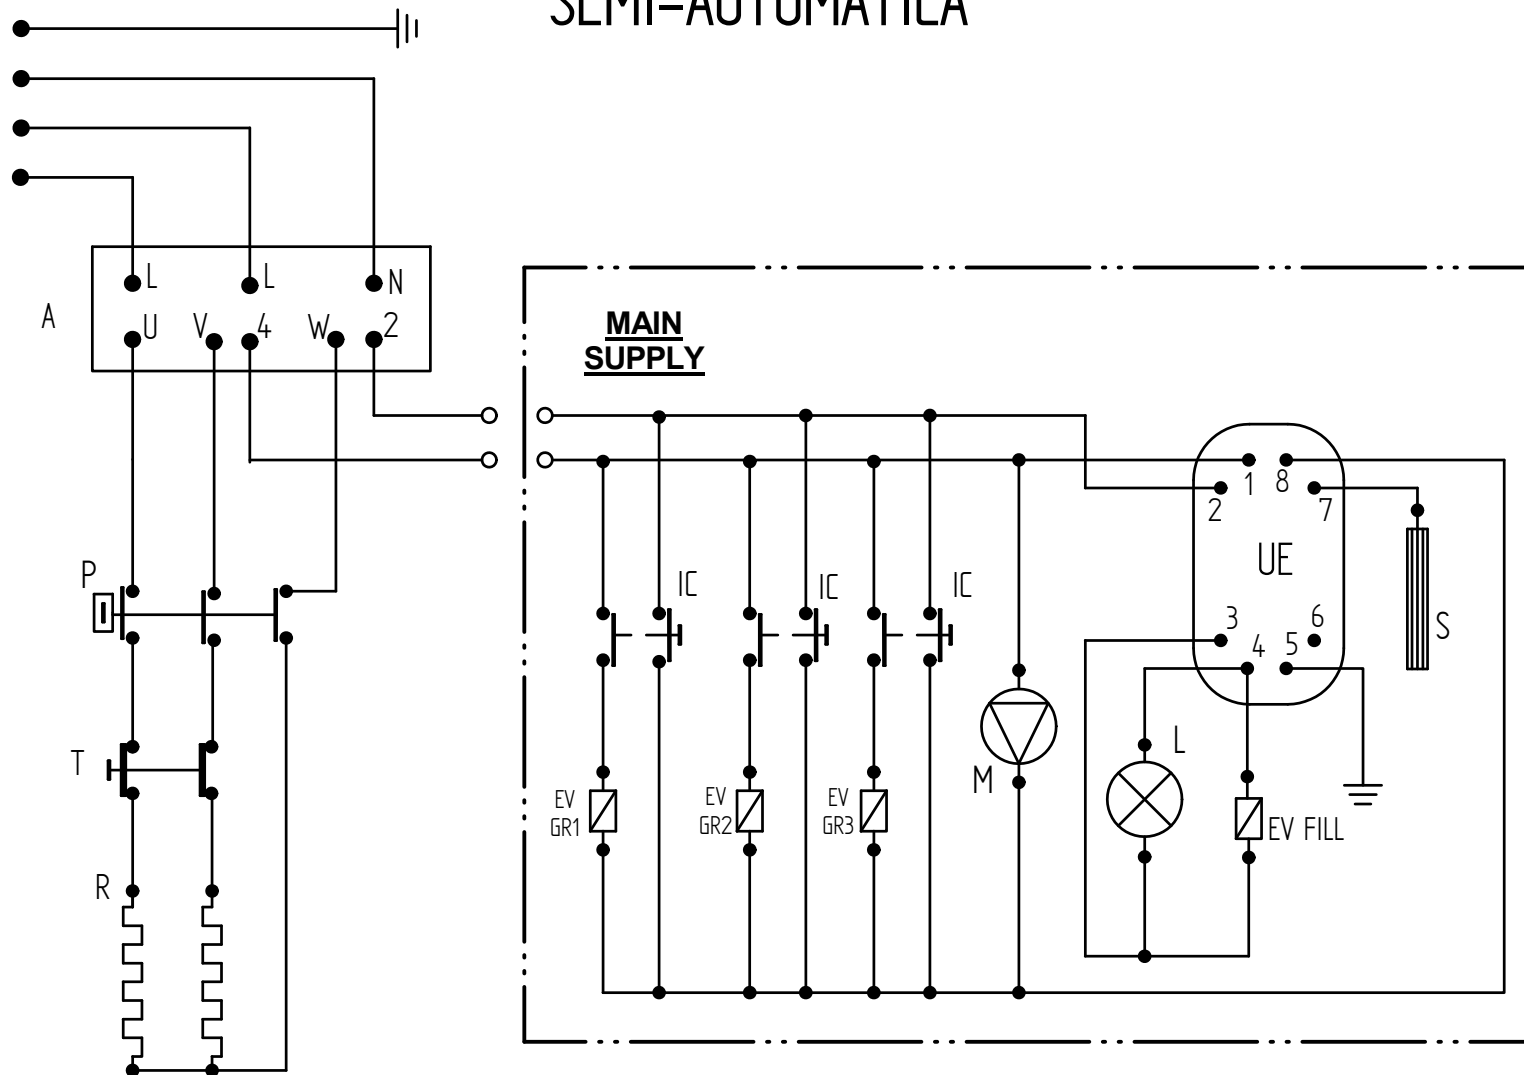 SEMI-AUTOMATICA
L L N
A
U V 4 W 2
MAIN
SUPPLY
1 8
2 7
UE
P
IC IC IC
3 6
4 5
S
T
L
M
EV EV EV
GR1 GR2 GR3
EV FILL
R